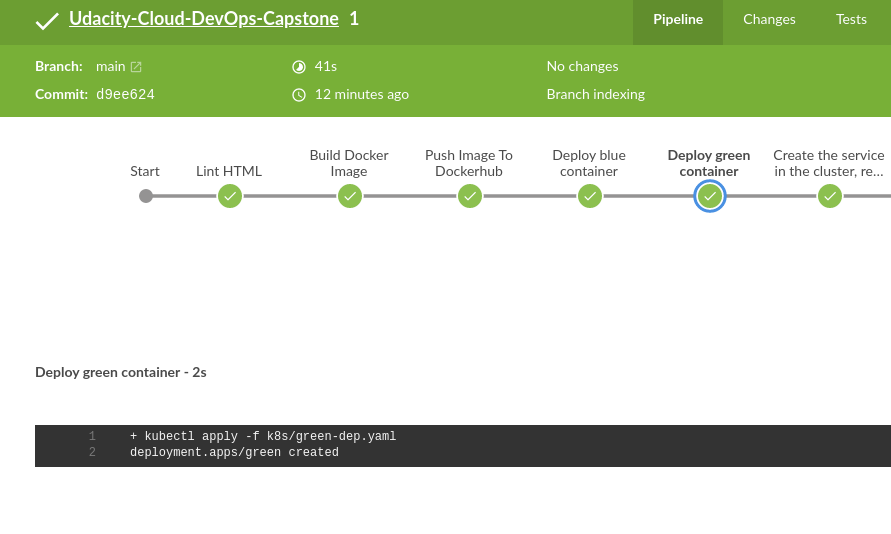 Udacity-Cloud-DevOps-Capstone 1
Pipeline Changes Tests
Branch: main 41s No changes
Commit: d9ee624 12 minutes ago Branch indexing
Start
Lint HTML
Build Docker
Image
Push Image To
Dockerhub
Deploy blue
container
Deploy green
container
Create the service
in the cluster, re...
Deploy green container - 2s
1 + kubectl apply -f k8s/green-dep.yaml
2 deployment.apps/green created